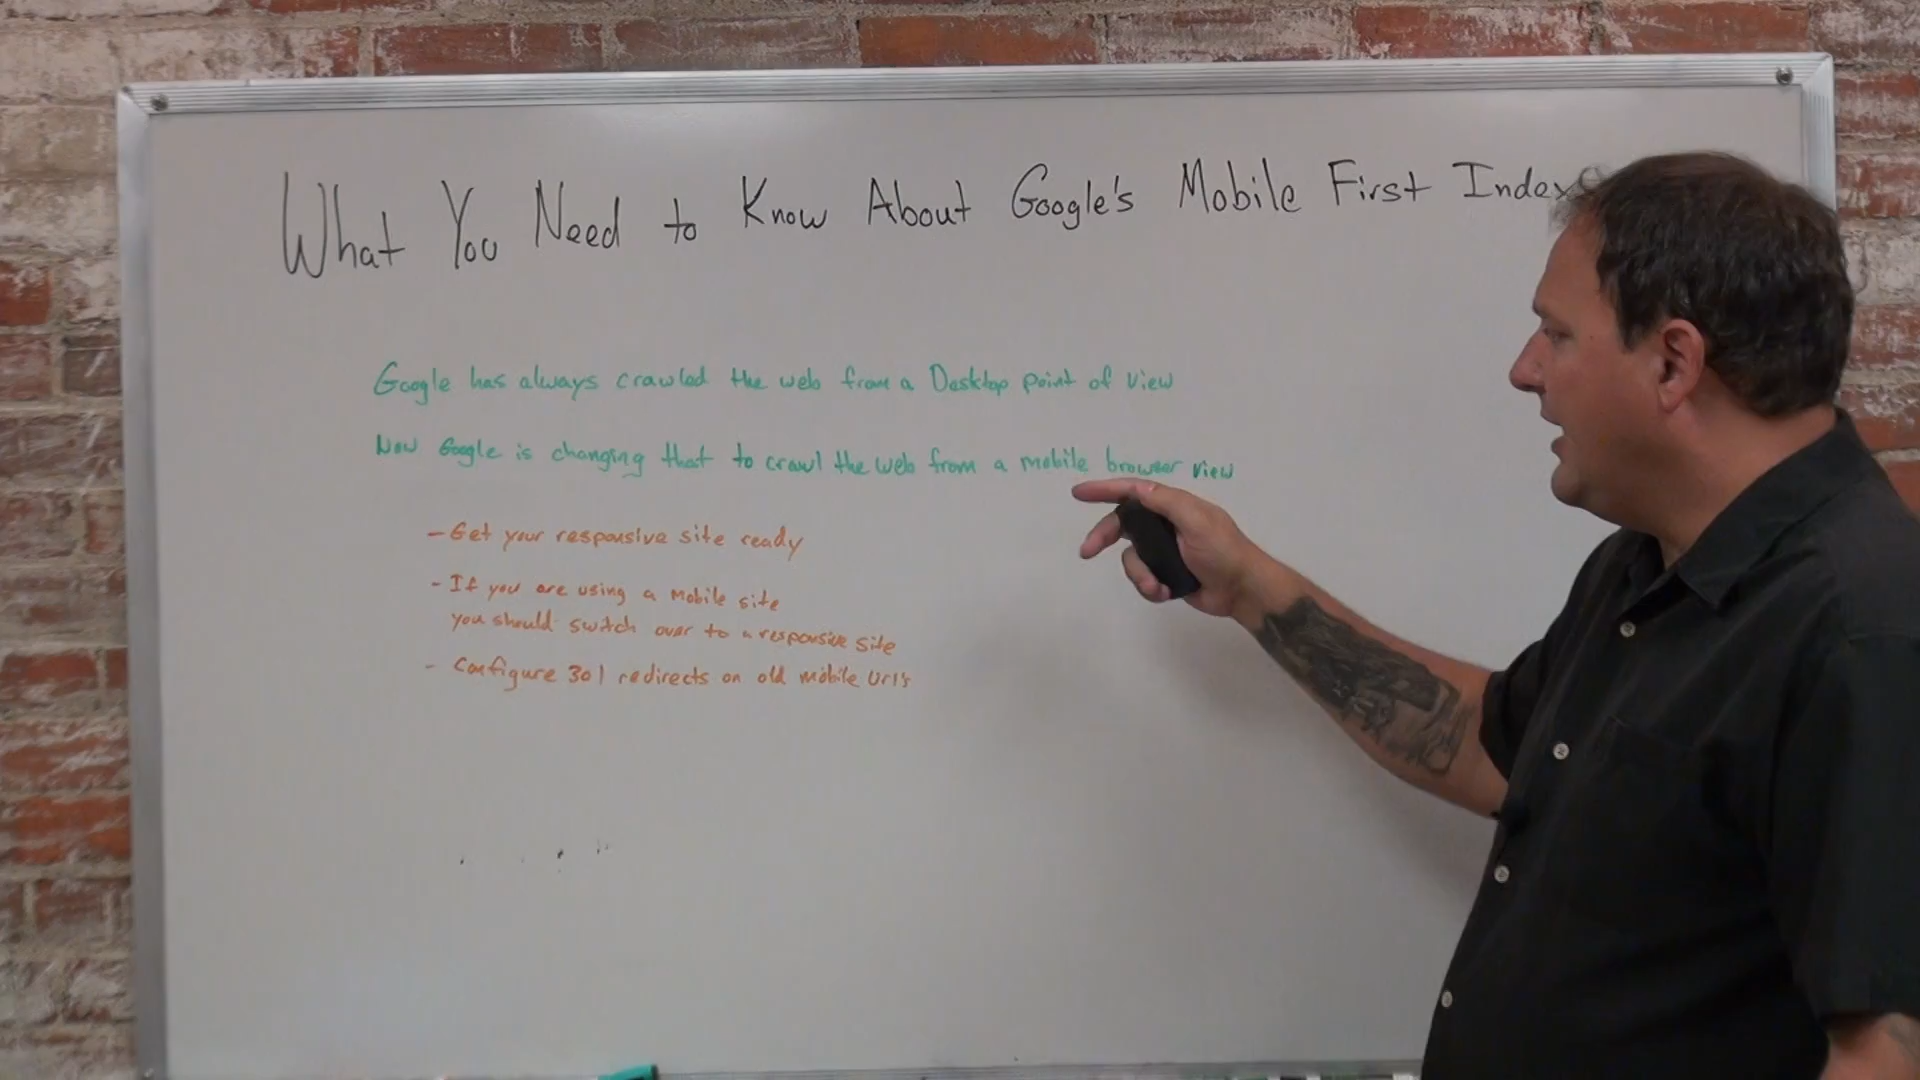 What You Need to Know About Google's Mobile First Index
Google has always crawled the web from a Desktop point of view
Now Google is changing that to crawl the web from a mobile browser view
- Get your responsive site ready
- If you are using a mobile site
you should switch over to a responsive site
- Configure 301 redirects on old mobile Url's